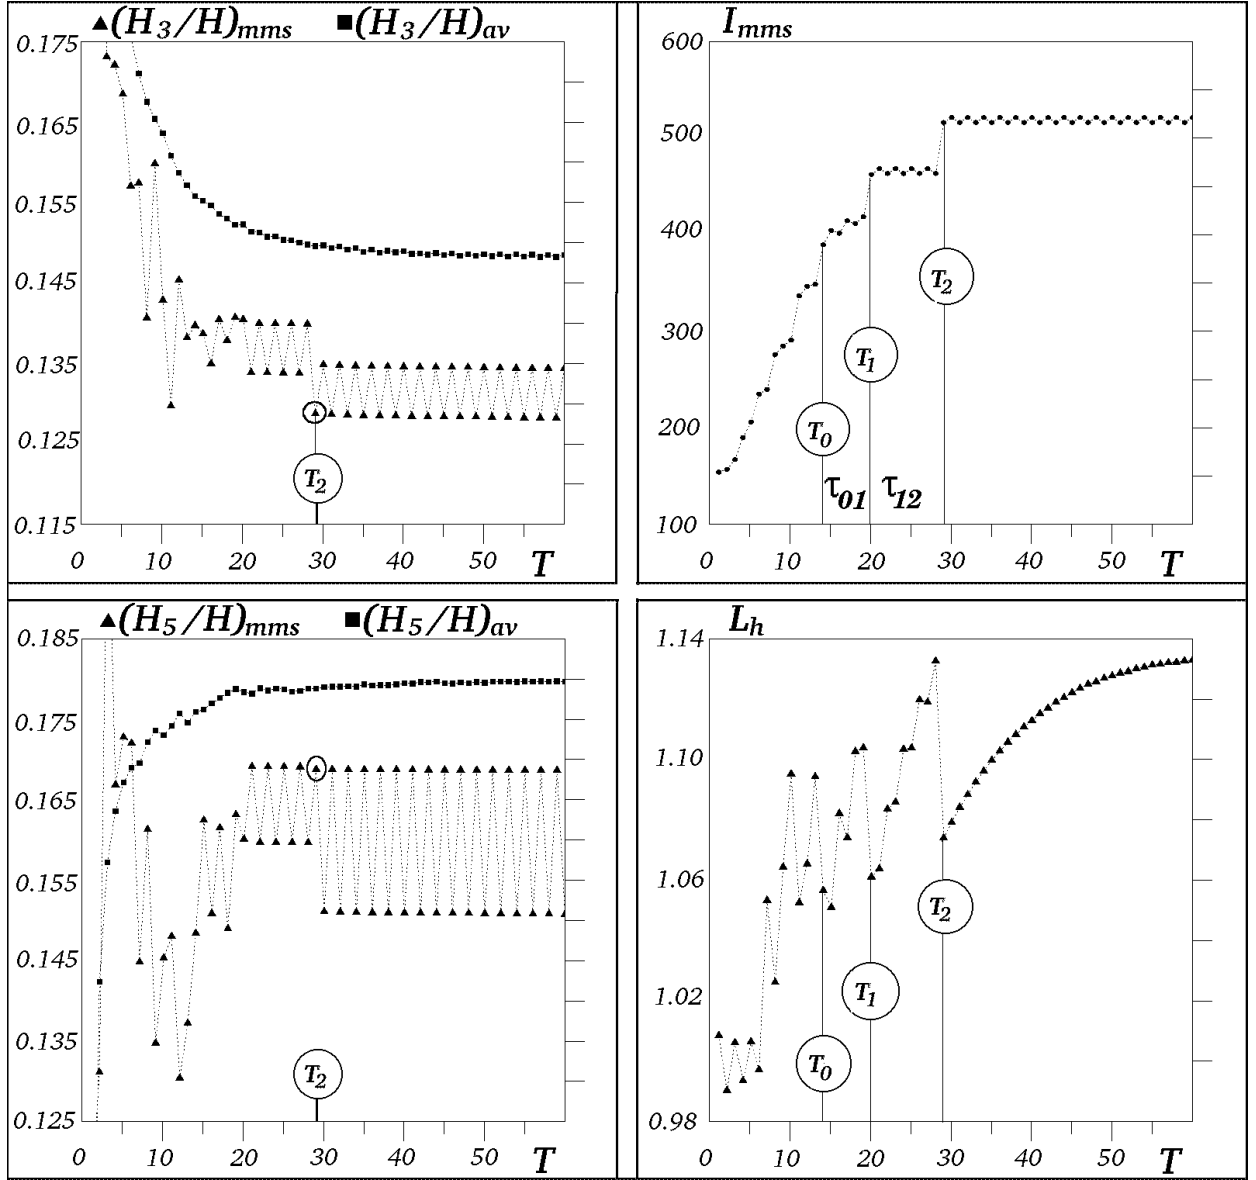 ▲(H3/H)mms ■(H3/H)av
0.175
0.165
0.155
0.145
0.135
0.125
0.115
T2
0 10 20 30 40 50 T
Imms
600
500
400
300
200
100
T2
T1
T0
τ01 τ12
0 10 20 30 40 50 T
▲(H5/H)mms ■(H5/H)av
0.185
0.175
0.165
0.155
0.145
0.135
0.125
T2
0 10 20 30 40 50 T
Lh
1.14
1.10
1.06
1.02
0.98
T2
T1
T0
0 10 20 30 40 50 T